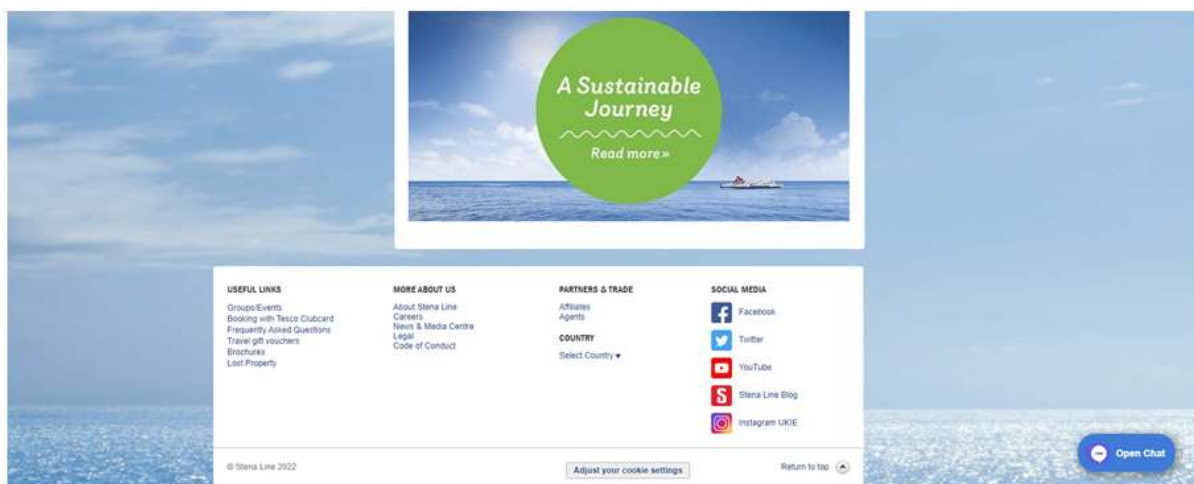 A Sustainable
Journey
Read more »
USEFUL LINKS
Groups/Events
Booking with Tesco Clubcard
Frequently Asked Questions
Travel gift vouchers
Brochures
Lost Property
MORE ABOUT US
About Stena Line
Careers
News & Media Centre
Legal
Code of Conduct
PARTNERS & TRADE
Affiliates
Agents
COUNTRY
Select Country ▾
SOCIAL MEDIA
Facebook
Twitter
YouTube
S Stena Line Blog
Instagram UKIE
© Stena Line 2022
Adjust your cookie settings
Return to top
Open Chat